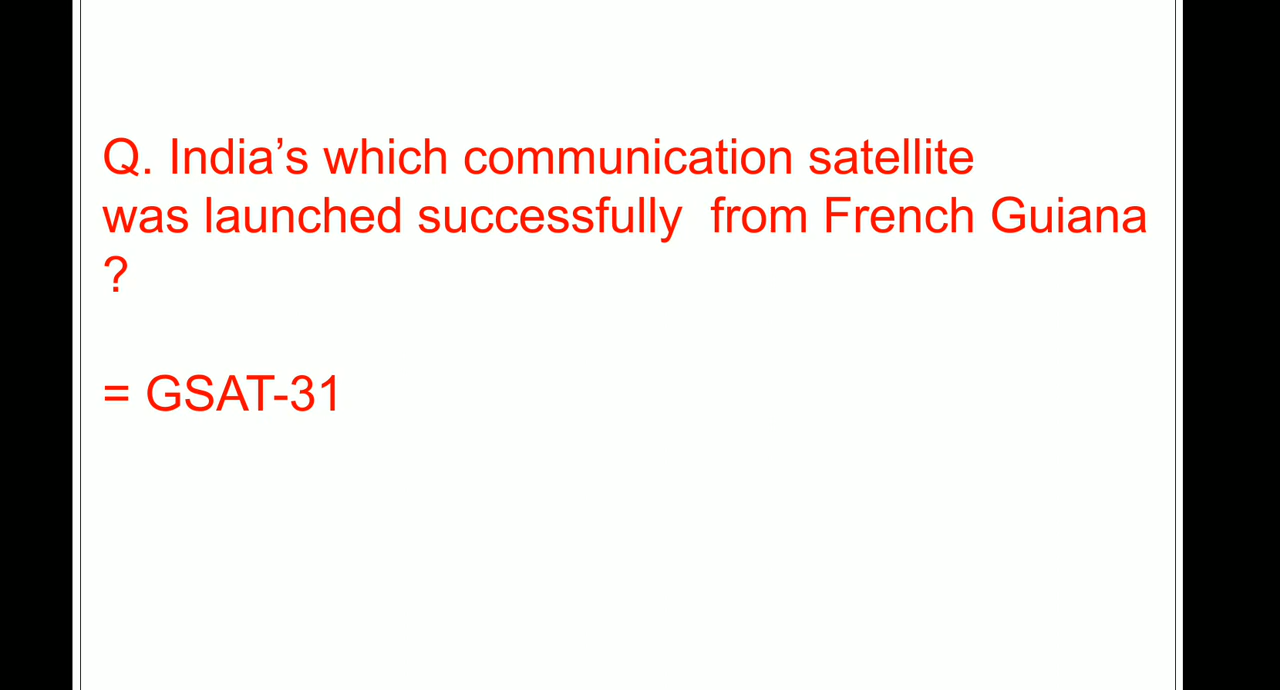 Q. India’s which communication satellite
was launched successfully  from French Guiana
?
= GSAT-31